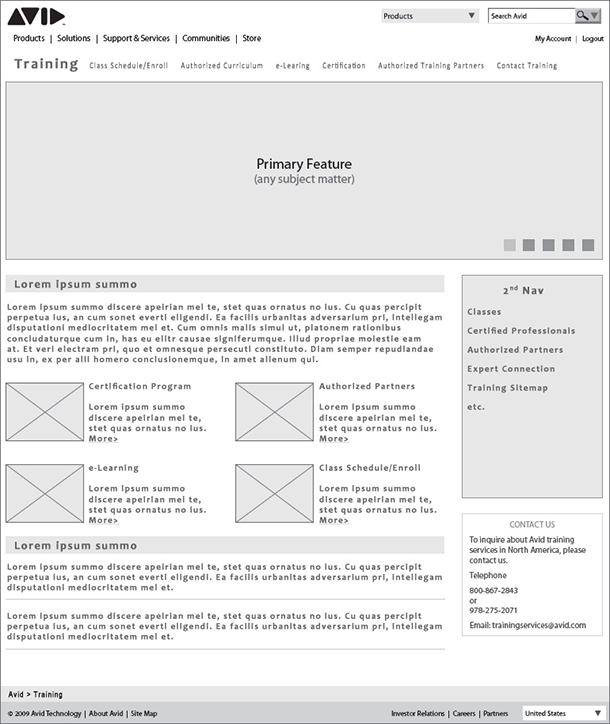 AVID
Products
Search Avid
Products | Solutions | Support & Services | Communities | Store
My Account | Logout
Training Class Schedule/Enroll Authorized Curriculum e-Learing Certification Authorized Training Partners Contact Training
Primary Feature
(any subject matter)
Lorem ipsum summo
Lorem ipsum summo discere apeirian mel te, stet quas ornatus no ius. Cu quas percipit
perpetua ius, an cum sonet everti eligendi. Ea facilis urbanitas adversarium pri, intellegam
disputationi mediocritatem mel et. Cum omnis malis simul ut, platonem rationibus
concludaturque cum in, has eu elitr causae signiferumque. Illud propriae molestie eam
at. Et veri electram pri, quo et omnesque persecuti constituto. Diam semper repudiandae
usu in, ex per alii homero conclusionemque, in amet allenum qui.
Certification Program
Lorem ipsum summo
discere apeirian mel te,
stet quas ornatus no ius.
More>
Authorized Partners
Lorem ipsum summo
discere apeirian mel te,
stet quas ornatus no ius.
More>
e-Learning
Lorem ipsum summo
discere apeirian mel te,
stet quas ornatus no ius.
More>
Class Schedule/Enroll
Lorem ipsum summo
discere apeirian mel te,
stet quas ornatus no ius.
More>
Lorem ipsum summo
Lorem ipsum summo discere apeirian mel te, stet quas ornatus no ius. Cu quas percipit
perpetua ius, an cum sonet everti eligendi. Ea facilis urbanitas adversarium pri, intellegam
disputationi mediocritatem mel et.
Lorem ipsum summo discere apeirian mel te, stet quas ornatus no ius. Cu quas percipit
perpetua ius, an cum sonet everti eligendi. Ea facilis urbanitas adversarium pri, intellegam
disputationi mediocritatem mel et.
2nd Nav
Classes
Certified Professionals
Authorized Partners
Expert Connection
Training Sitemap
etc.
CONTACT US
To inquire about Avid training
services in North America, please
contact us.
Telephone
800-867-2843
or
978-275-2071
Email: trainingservices@avid.com
Avid > Training
© 2009 Avid Technology | About Avid | Site Map
Investor Relations | Careers | Partners
United States